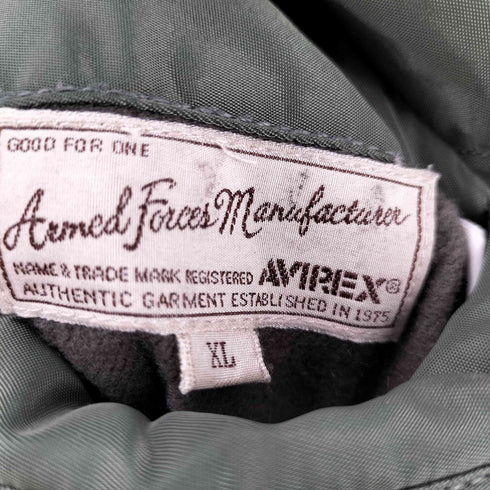 GOOD FOR ONE
Armed Forces Manufacturer
NAME & TRADE MARK REGISTERED AVIREX®
AUTHENTIC GARMENT ESTABLISHED IN 1975
XL